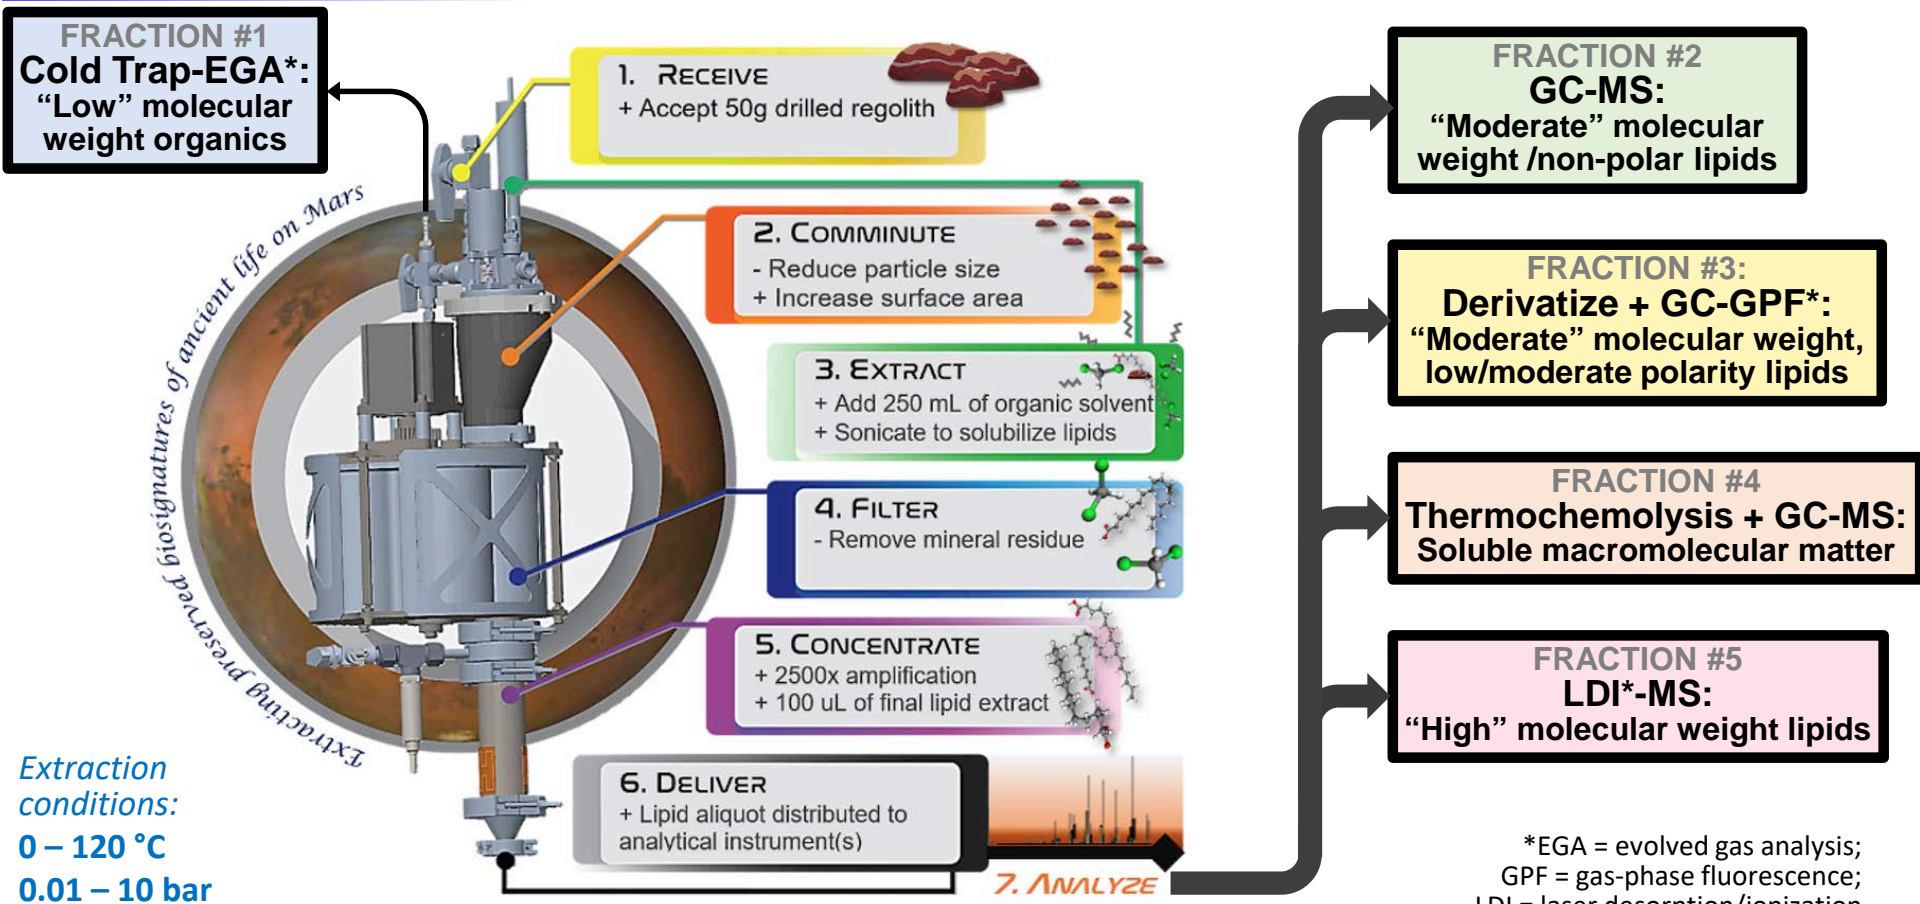 FRACTION #1
Cold Trap-EGA*:
“Low” molecular
weight organics
Extracting preserved biosignatures of ancient life on Mars
1. RECEIVE
+ Accept 50g drilled regolith
2. COMMINUTE
- Reduce particle size
+ Increase surface area
3. EXTRACT
+ Add 250 mL of organic solvent
+ Sonicate to solubilize lipids
4. FILTER
- Remove mineral residue
5. CONCENTRATE
+ 2500x amplification
+ 100 uL of final lipid extract
6. DELIVER
+ Lipid aliquot distributed to
analytical instrument(s)
7. ANALYZE
Extraction
conditions:
0 – 120 °C
0.01 – 10 bar
FRACTION #2
GC-MS:
“Moderate” molecular
weight /non-polar lipids
FRACTION #3:
Derivatize + GC-GPF*:
“Moderate” molecular weight,
low/moderate polarity lipids
FRACTION #4
Thermochemolysis + GC-MS:
Soluble macromolecular matter
FRACTION #5
LDI*-MS:
“High” molecular weight lipids
*EGA = evolved gas analysis;
GPF = gas-phase fluorescence;
LDI = laser desorption/ionization